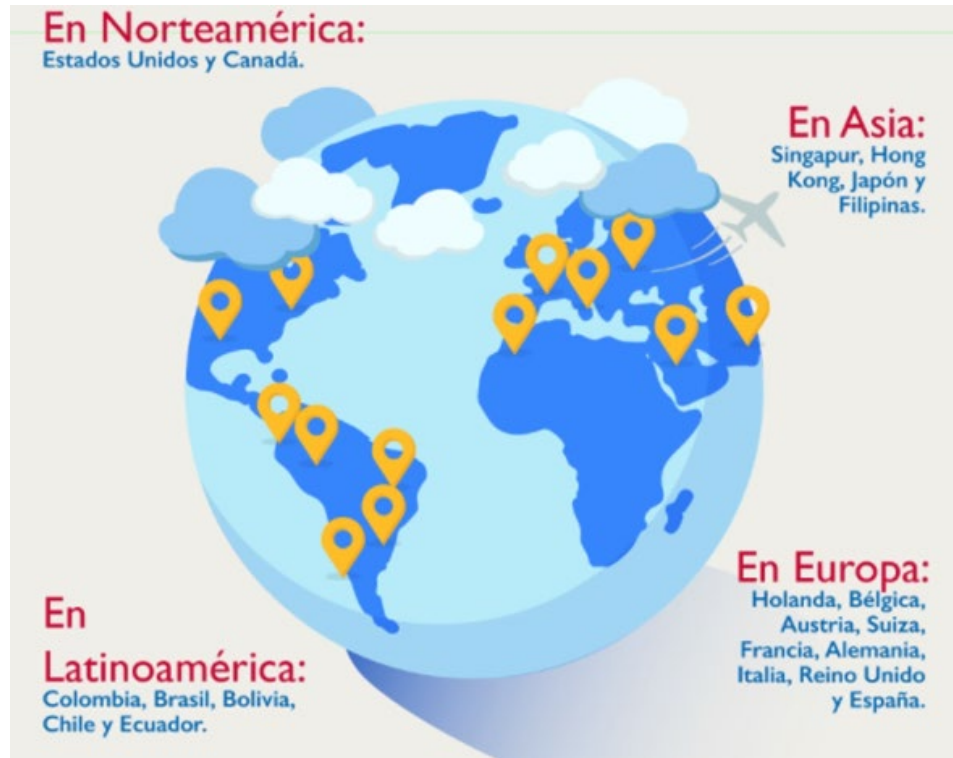 En Norteamérica:
Estados Unidos y Canadá.
En Asia:
Singapur, Hong
Kong, Japón y
Filipinas.
En
Latinoamérica:
Colombia, Brasil, Bolivia,
Chile y Ecuador.
En Europa:
Holanda, Bélgica,
Austria, Suiza,
Francia, Alemania,
Italia, Reino Unido
y España.